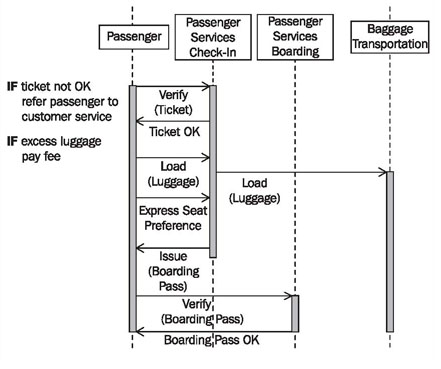 Passenger
Passenger
Services
Check-In
Passenger
Services
Boarding
Baggage
Transportation
IF ticket not OK
refer passenger to
customer service
IF excess luggage
pay fee
Verify
(Ticket)
Ticket OK
Load
(Luggage)
Load
(Luggage)
Express Seat
Preference
Issue
(Boarding
Pass)
Verify
(Boarding Pass)
Boarding Pass OK